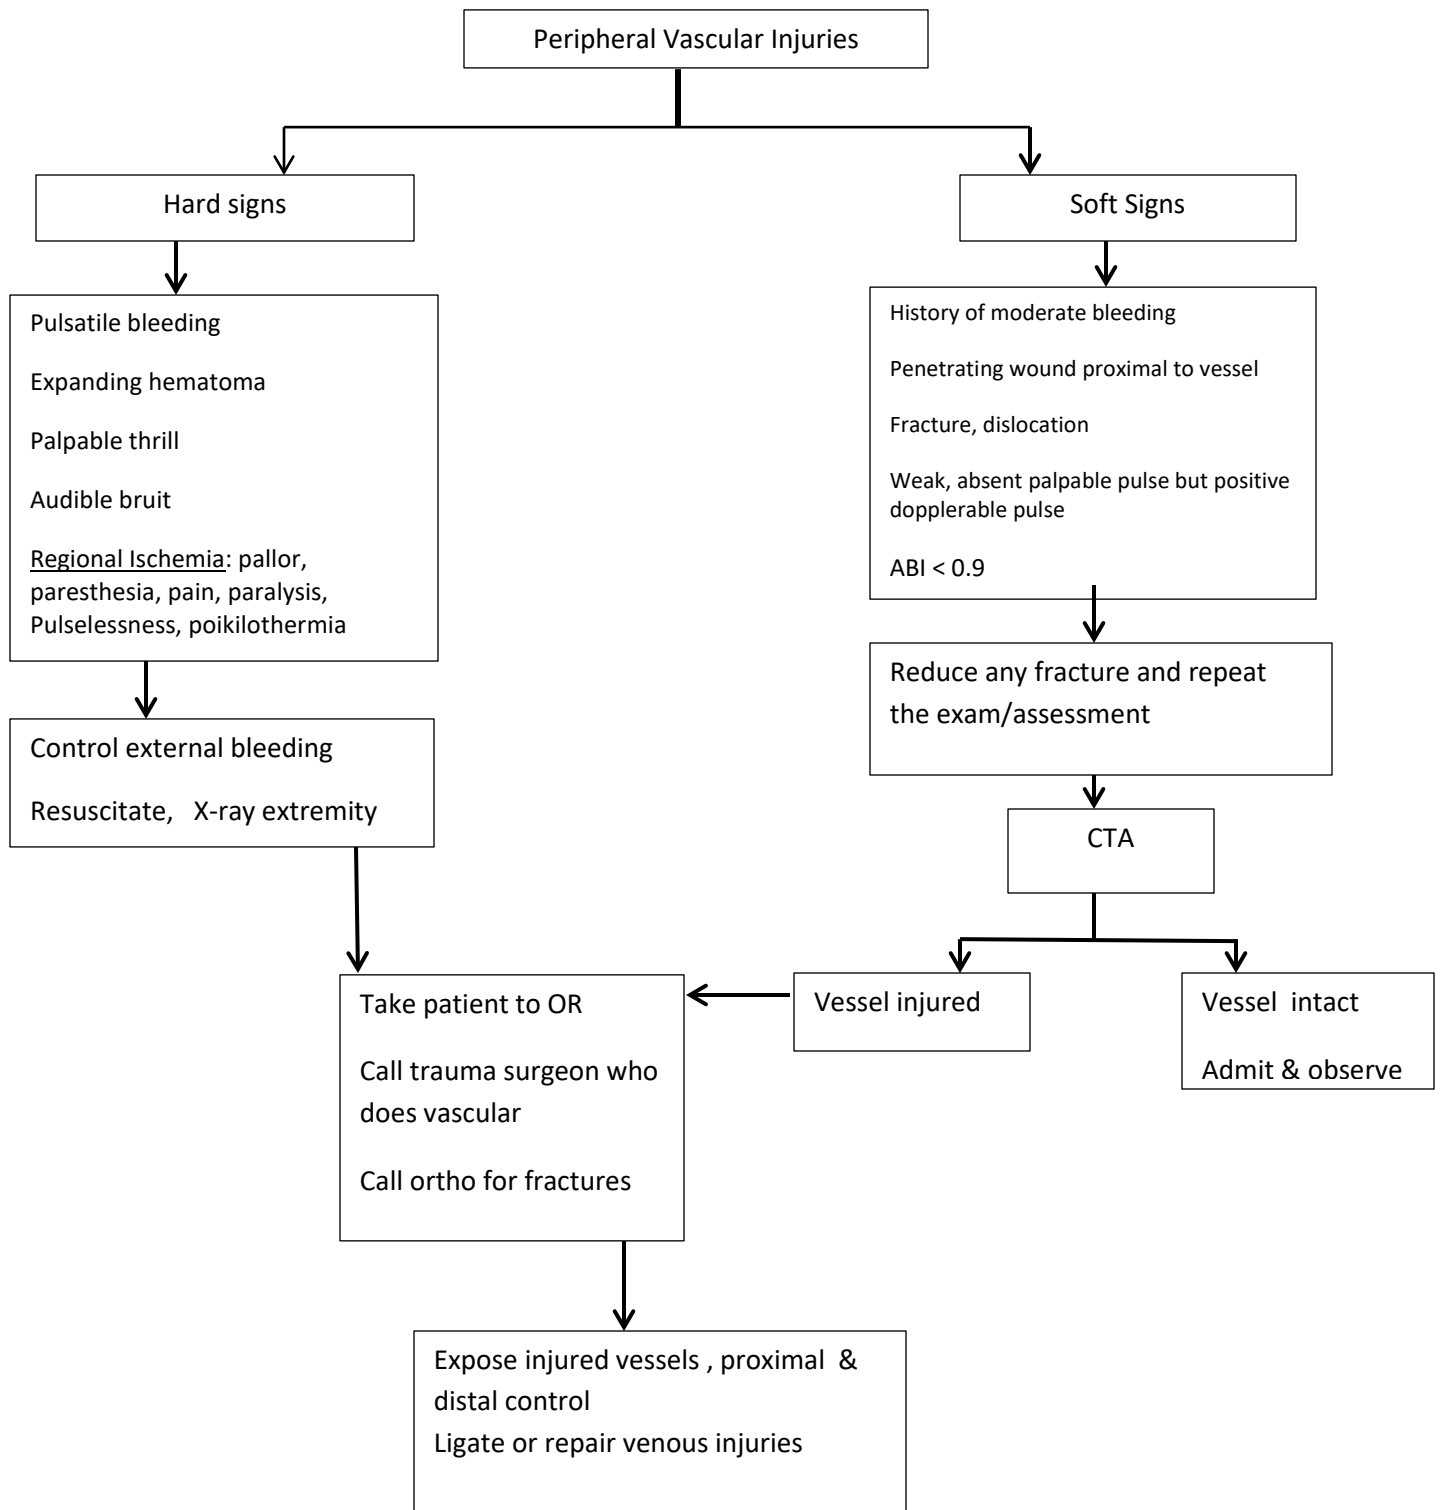 Peripheral Vascular Injuries
Hard signs
Soft Signs
Pulsatile bleeding
Expanding hematoma
Palpable thrill
Audible bruit
Regional Ischemia: pallor,
paresthesia, pain, paralysis,
Pulselessness, poikilothermia
History of moderate bleeding
Penetrating wound proximal to vessel
Fracture, dislocation
Weak, absent palpable pulse but positive
dopplerable pulse
ABI < 0.9
Reduce any fracture and repeat
the exam/assessment
Control external bleeding
Resuscitate, X-ray extremity
CTA
Take patient to OR
Call trauma surgeon who
does vascular
Call ortho for fractures
Vessel injured
Vessel intact
Admit & observe
Expose injured vessels , proximal &
distal control
Ligate or repair venous injuries